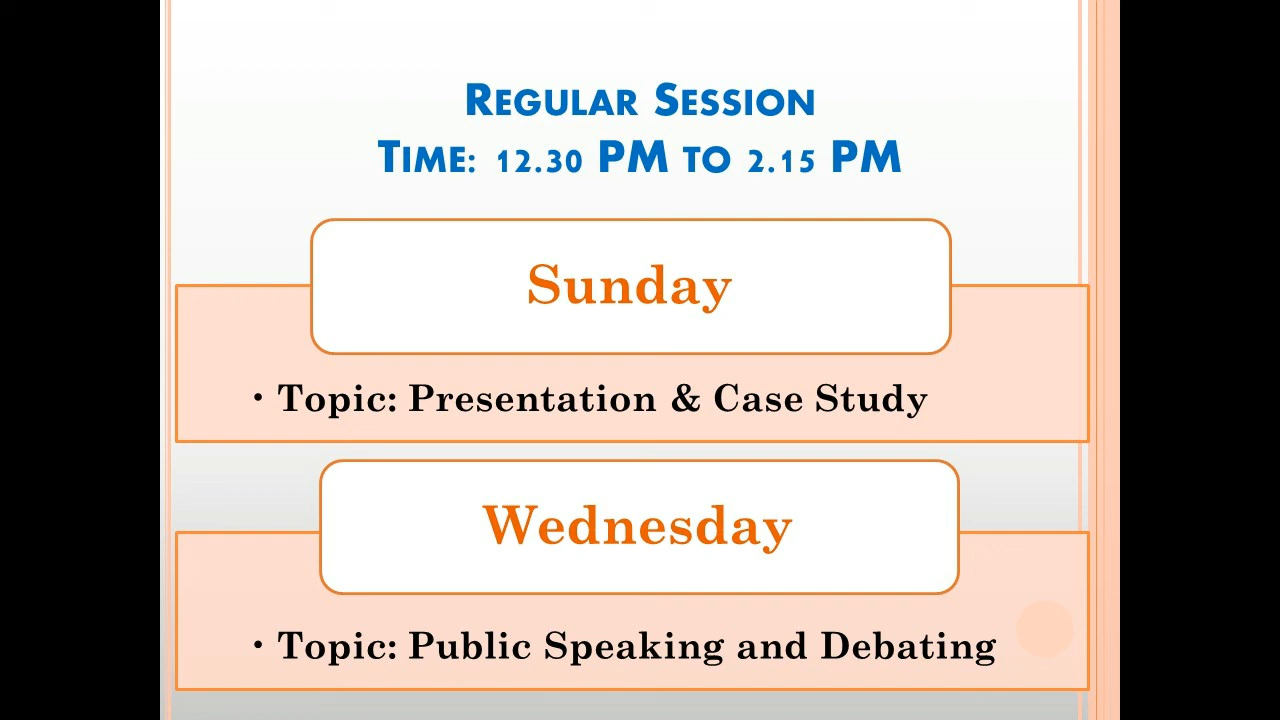 Regular Session
Time: 12.30 PM to 2.15 PM
Sunday
• Topic: Presentation & Case Study
Wednesday
• Topic: Public Speaking and Debating